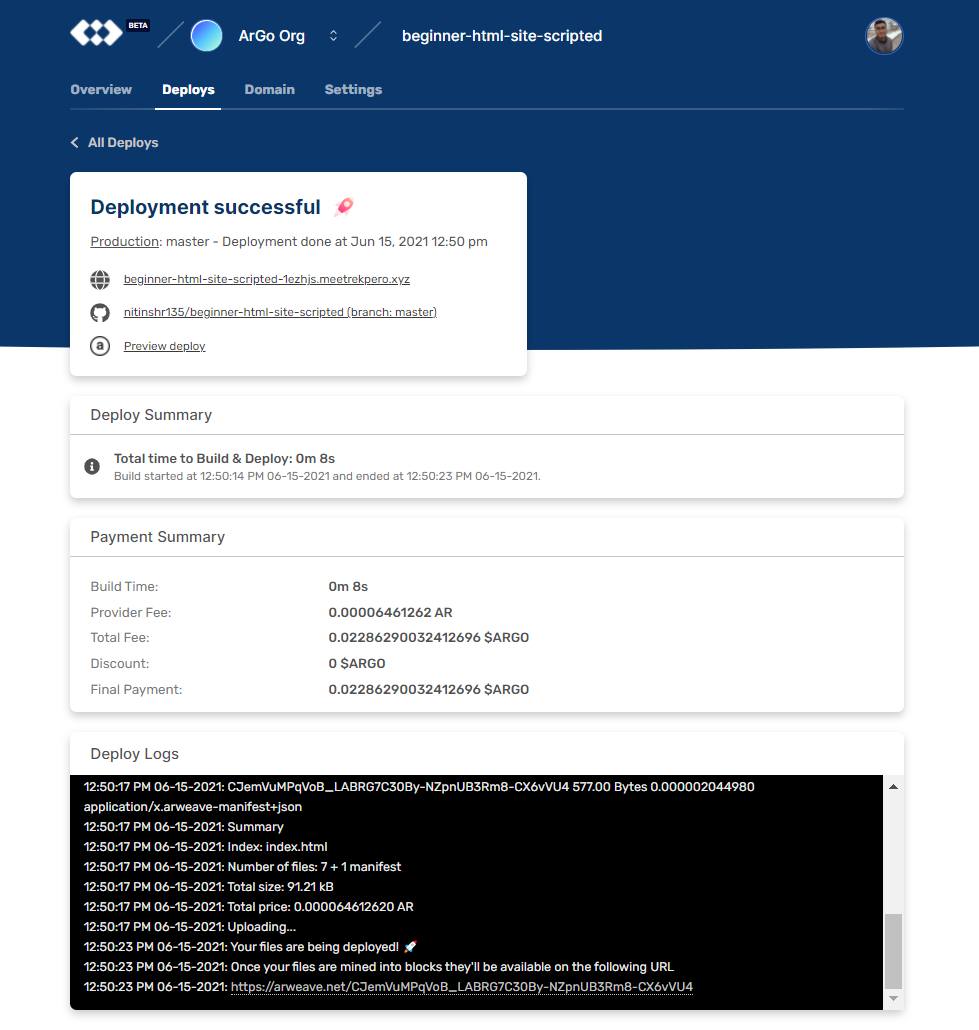 BETA
ArGo Org
beginner-html-site-scripted
Overview Deploys Domain Settings
All Deploys
Deployment successful 🚀
Production: master - Deployment done at Jun 15, 2021 12:50 pm
beginner-html-site-scripted-1ezhjs.meetrekpero.xyz
nitinshr135/beginner-html-site-scripted (branch: master)
a Preview deploy
Deploy Summary
Total time to Build & Deploy: 0m 8s
Build started at 12:50:14 PM 06-15-2021 and ended at 12:50:23 PM 06-15-2021.
Payment Summary
Build Time: 0m 8s
Provider Fee: 0.00006461262 AR
Total Fee: 0.02286290032412696 $ARGO
Discount: 0 $ARGO
Final Payment: 0.02286290032412696 $ARGO
Deploy Logs
12:50:17 PM 06-15-2021: CJemVuMPqVoB_LABRG7C30By-NZpnUB3Rm8-CX6vVU4 577.00 Bytes 0.000002044980
application/x.arweave-manifest+json
12:50:17 PM 06-15-2021: Summary
12:50:17 PM 06-15-2021: Index: index.html
12:50:17 PM 06-15-2021: Number of files: 7 + 1 manifest
12:50:17 PM 06-15-2021: Total size: 91.21 kB
12:50:17 PM 06-15-2021: Total price: 0.000064612620 AR
12:50:17 PM 06-15-2021: Uploading...
12:50:23 PM 06-15-2021: Your files are being deployed! 🚀
12:50:23 PM 06-15-2021: Once your files are mined into blocks they'll be available on the following URL
12:50:23 PM 06-15-2021: https://arweave.net/CJemVuMPqVoB_LABRG7C30By-NZpnUB3Rm8-CX6vVU4